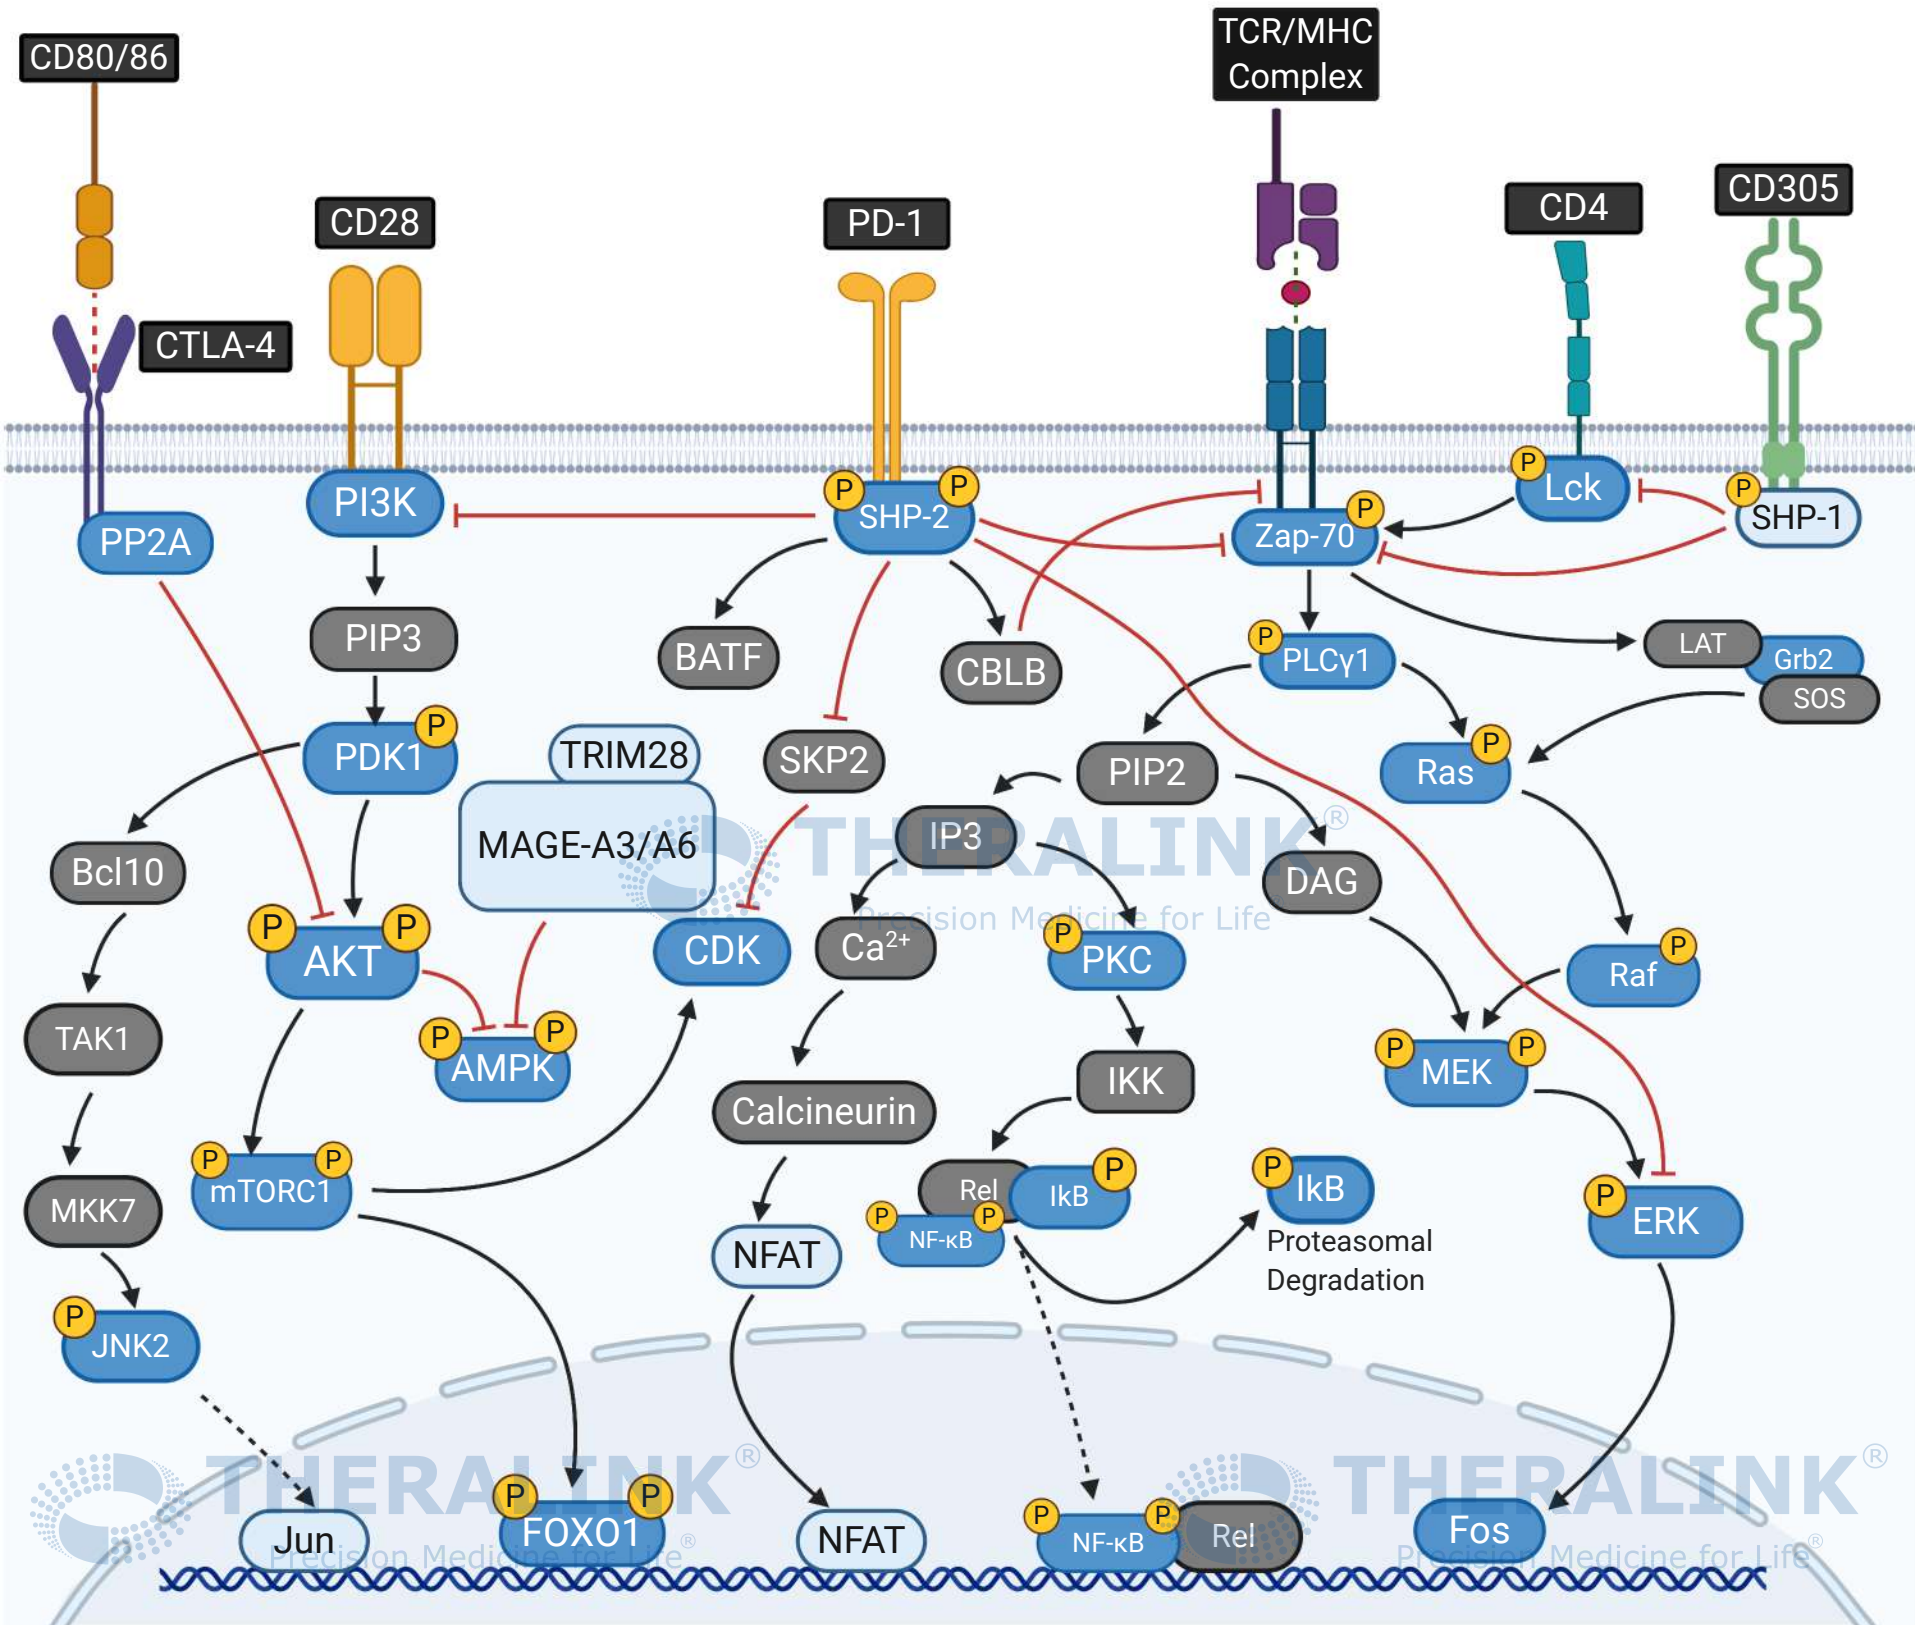 TCR/MHC
Complex
CD80/86
CD28
PD-1
CD4
CD305
CTLA-4
P
P
P
P
P
PI3K
SHP-2
Zap-70
Lck
SHP-1
PP2A
PIP3
BATF
CBLB
P
PLCγ1
LAT
Grb2
SOS
P
PDK1
TRIM28
SKP2
PIP2
P
Ras
MAGE-A3/A6
IP3
THERALINK®
Precision Medicine for Life
Bcl10
DAG
P
P
AKT
CDK
Ca2+
P
PKC
P
Raf
TAK1
P
P
AMPK
IKK
P
P
MEK
Calcineurin
MKK7
P
P
mTORC1
Rel
P
IkB
P
P
NF-κB
P
IkB
Proteasomal
Degradation
P
ERK
NFAT
P
JNK2
THERALINK®
Precision Medicine for Life®
THERALINK®
Precision Medicine for Life®
Jun
P
P
FOXO1
NFAT
P
P
NF-κB
Rel
Fos